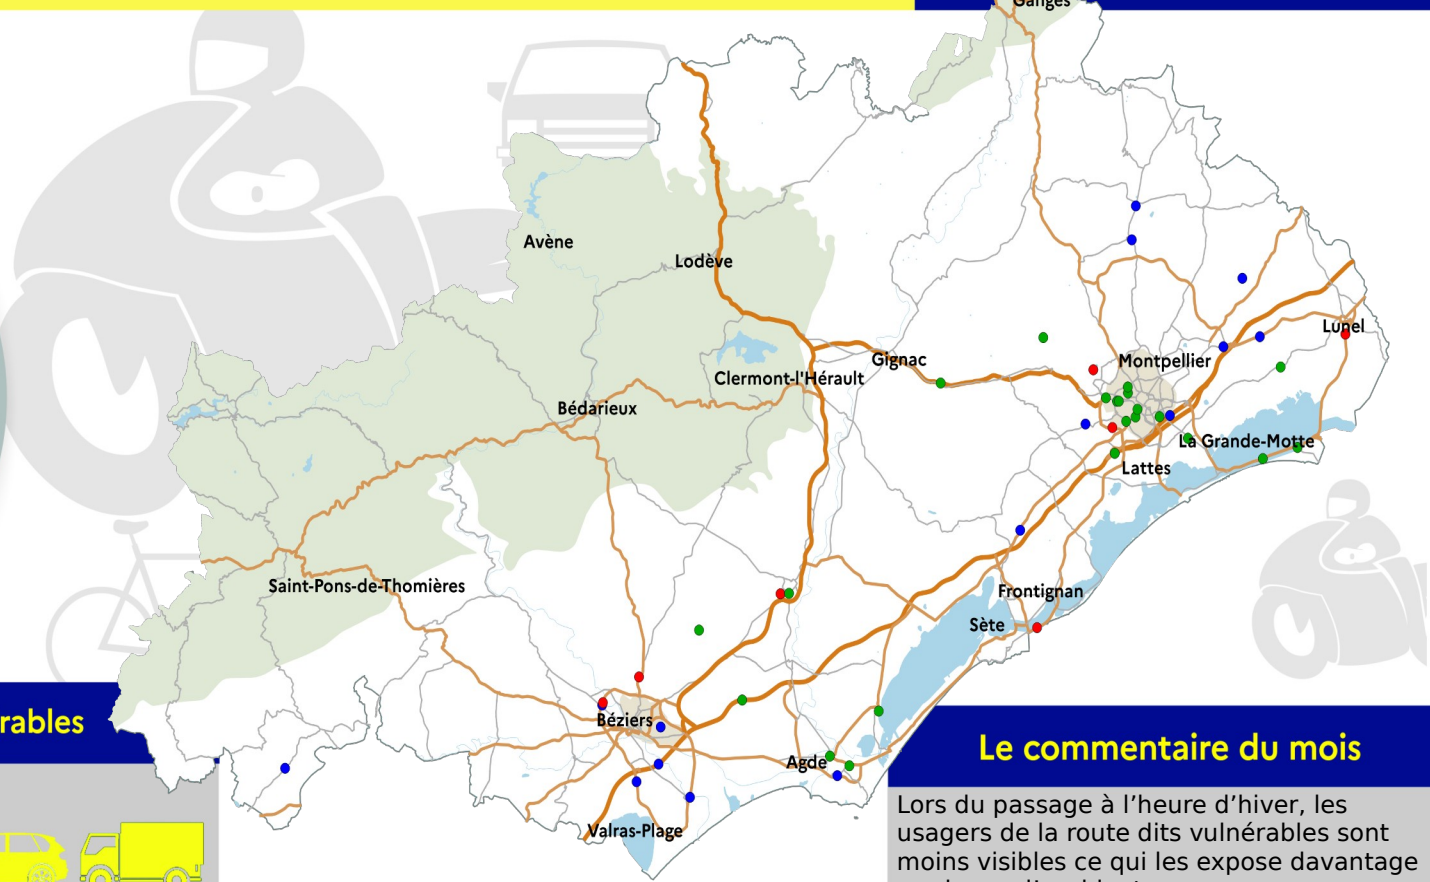 Ganges
Avène
Lodève
Lunel
Gignac
Montpellier
Clermont-l'Hérault
Bédarieux
La Grande-Motte
Lattes
Saint-Pons-de-Thomières
Frontignan
Sète
Béziers
Agde
Valras-Plage
rables
Le commentaire du mois
Lors du passage à l’heure d’hiver, les
usagers de la route dits vulnérables sont
moins visibles ce qui les expose davantage